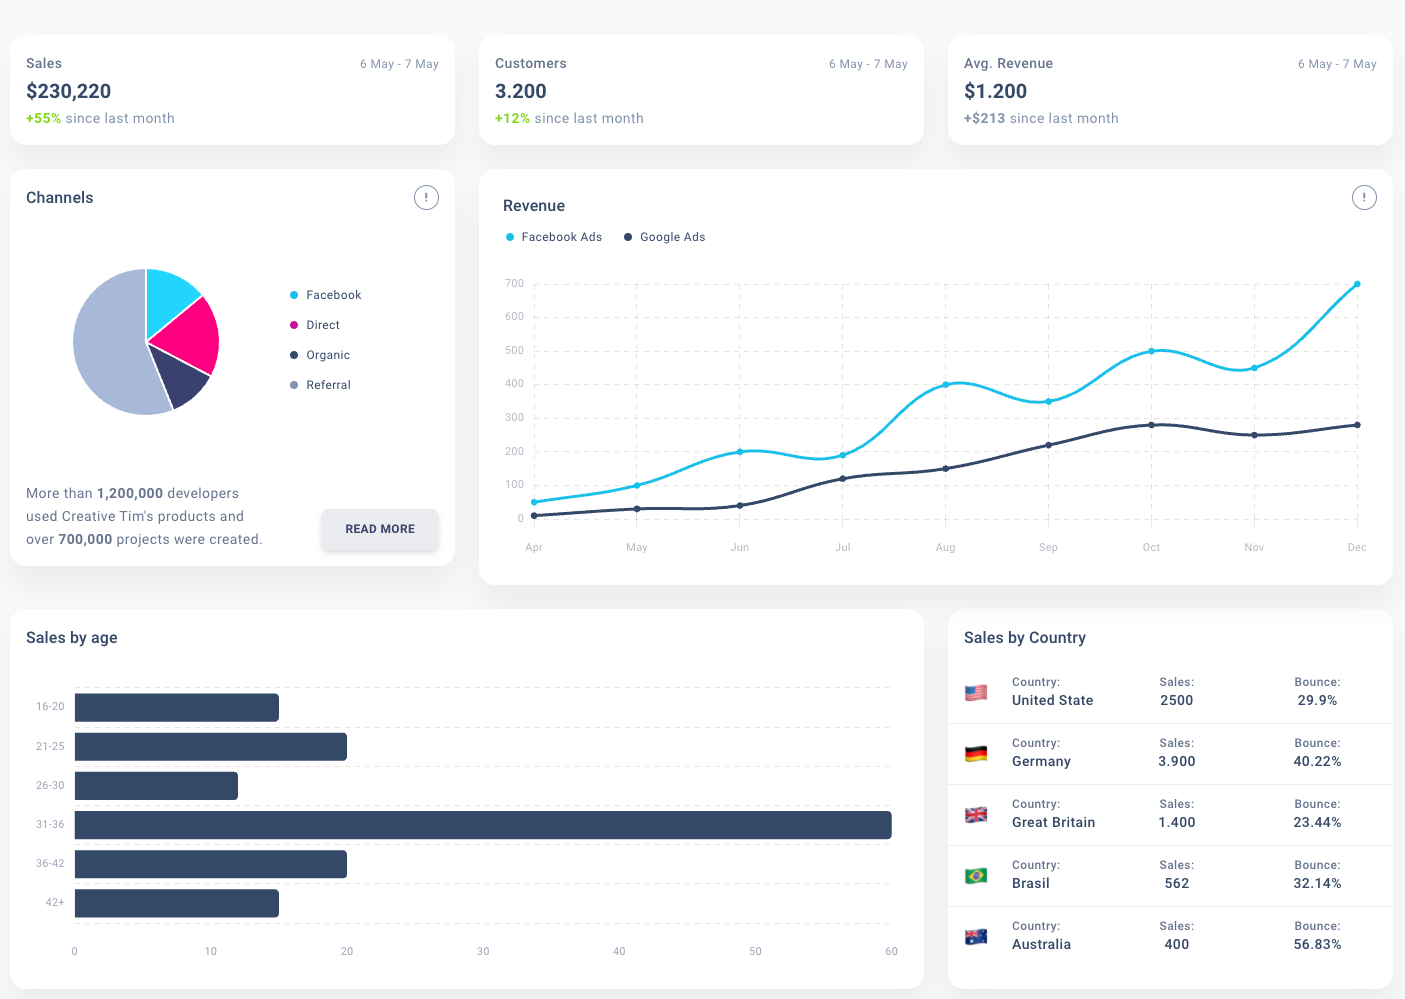 Sales
6 May - 7 May
$230,220
+55% since last month
Customers
6 May - 7 May
3.200
+12% since last month
Avg. Revenue
6 May - 7 May
$1.200
+$213 since last month
Channels
!
Facebook
Direct
Organic
Referral
More than 1,200,000 developers
used Creative Tim's products and
over 700,000 projects were created.
READ MORE
Revenue
!
Facebook Ads
Google Ads
700
600
500
400
300
200
100
0
Apr May Jun Jul Aug Sep Oct Nov Dec
Sales by age
16-20
21-25
26-30
31-36
36-42
42+
0 10 20 30 40 50 60
Sales by Country
Country: Sales: Bounce:
United State 2500 29.9%
Country: Sales: Bounce:
Germany 3.900 40.22%
Country: Sales: Bounce:
Great Britain 1.400 23.44%
Country: Sales: Bounce:
Brasil 562 32.14%
Country: Sales: Bounce:
Australia 400 56.83%